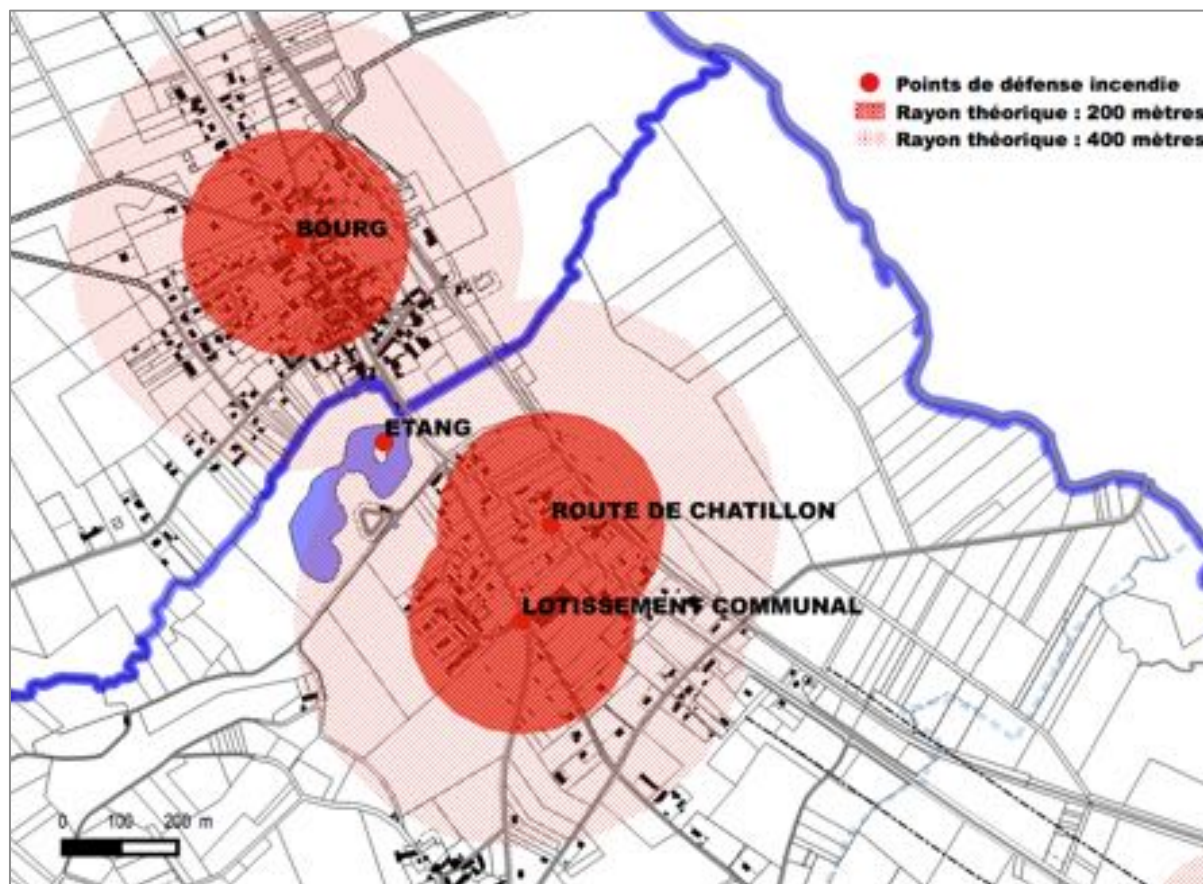 Points de défense incendie
Rayon théorique : 200 mètres
Rayon théorique : 400 mètres
BOURG
ETANG
ROUTE DE CHATILLON
LOTISSEMENT COMMUNAL
0 100 200 m